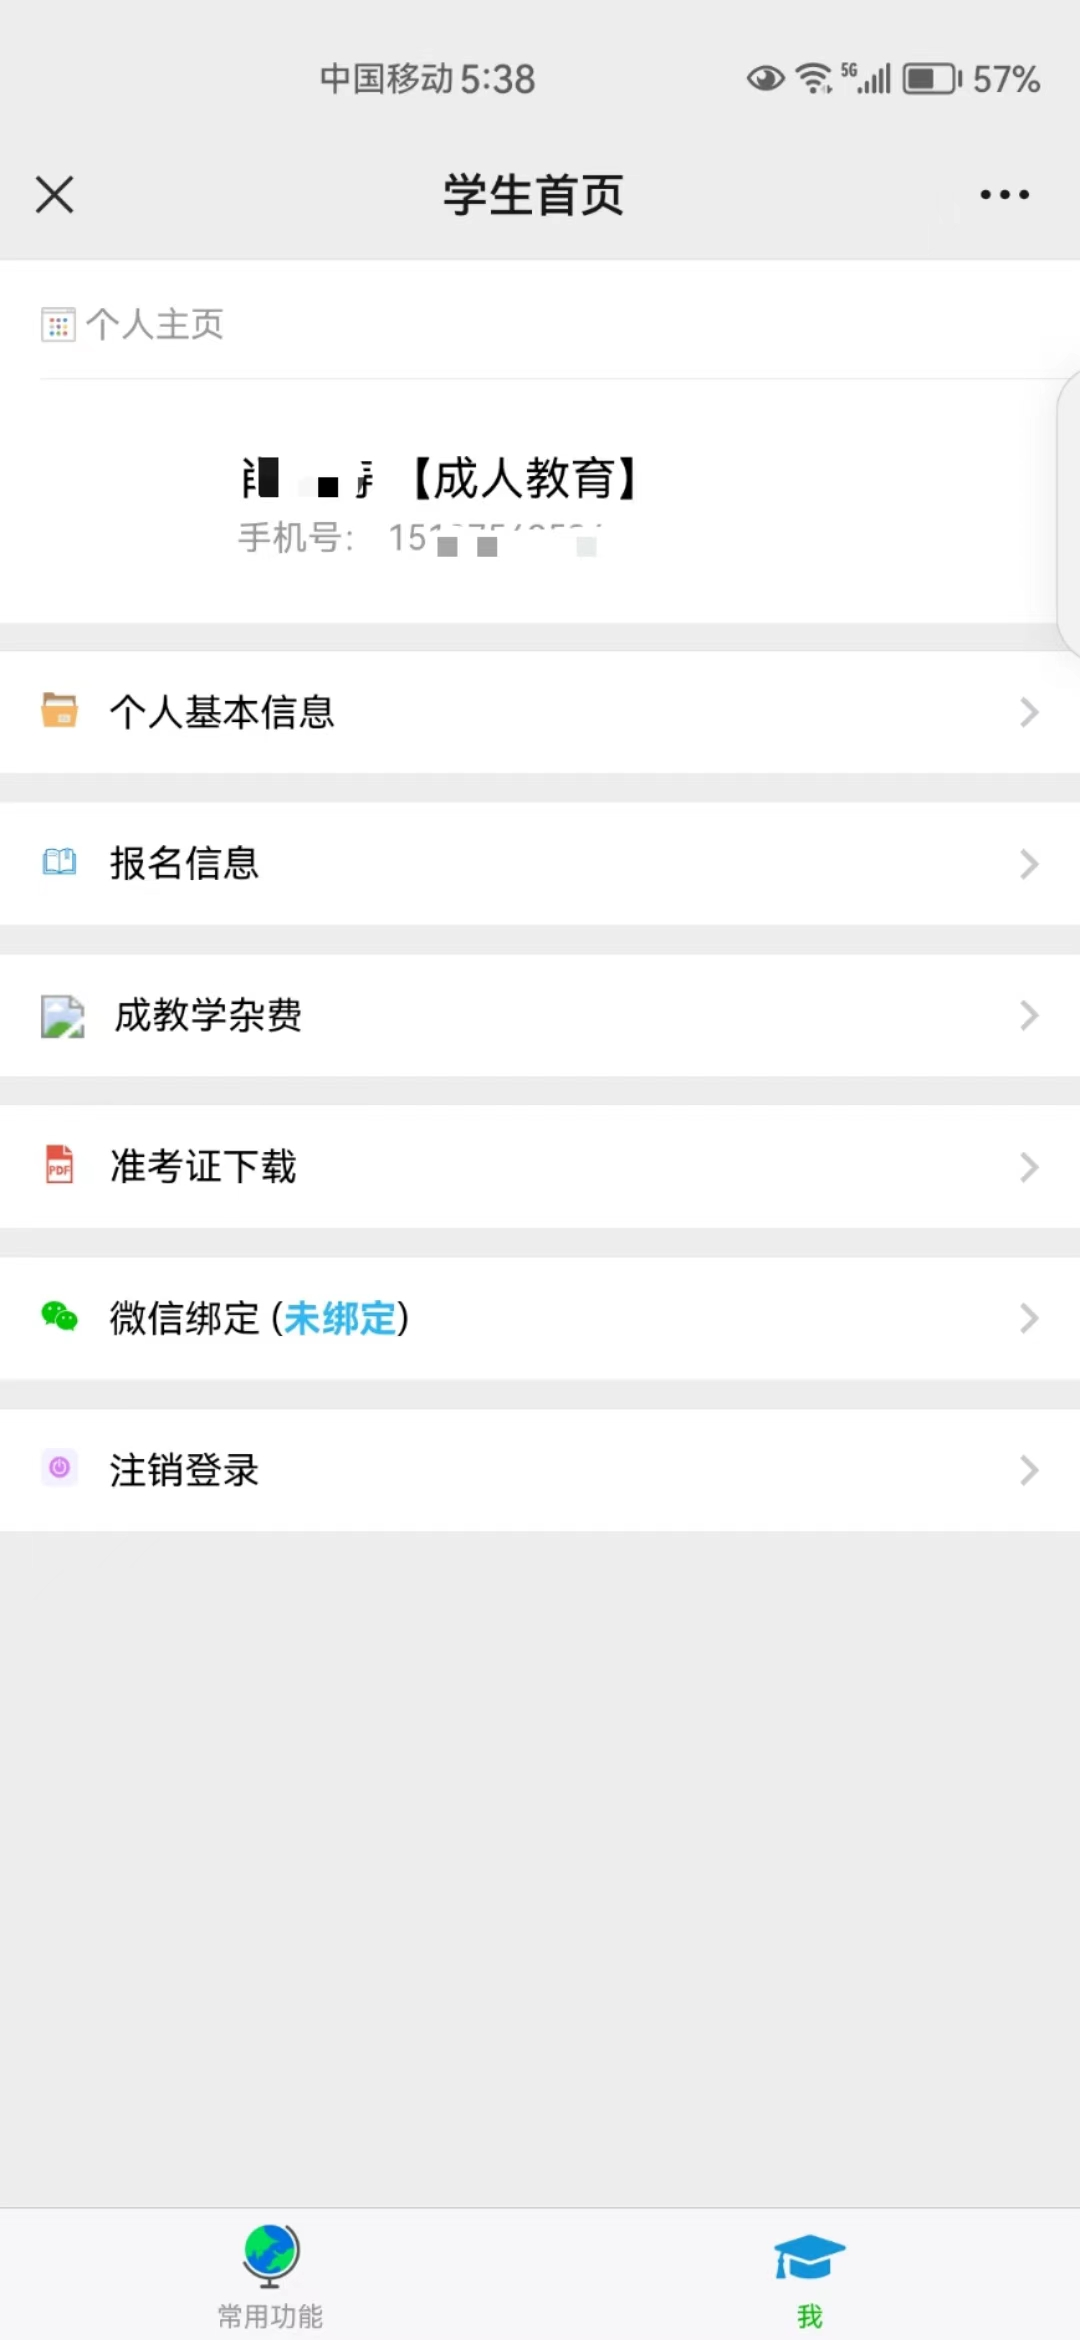 中国移动 5:38 5G 57%
学生首页
个人主页
【成人教育】
手机号： 15
个人基本信息
报名信息
成教学杂费
PDF 准考证下载
微信绑定 (未绑定)
注销登录
常用功能 我